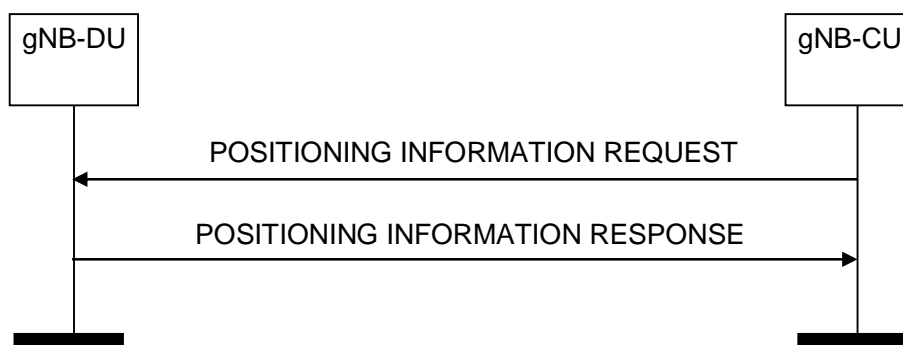 gNB-DU
gNB-CU
POSITIONING INFORMATION REQUEST
POSITIONING INFORMATION RESPONSE